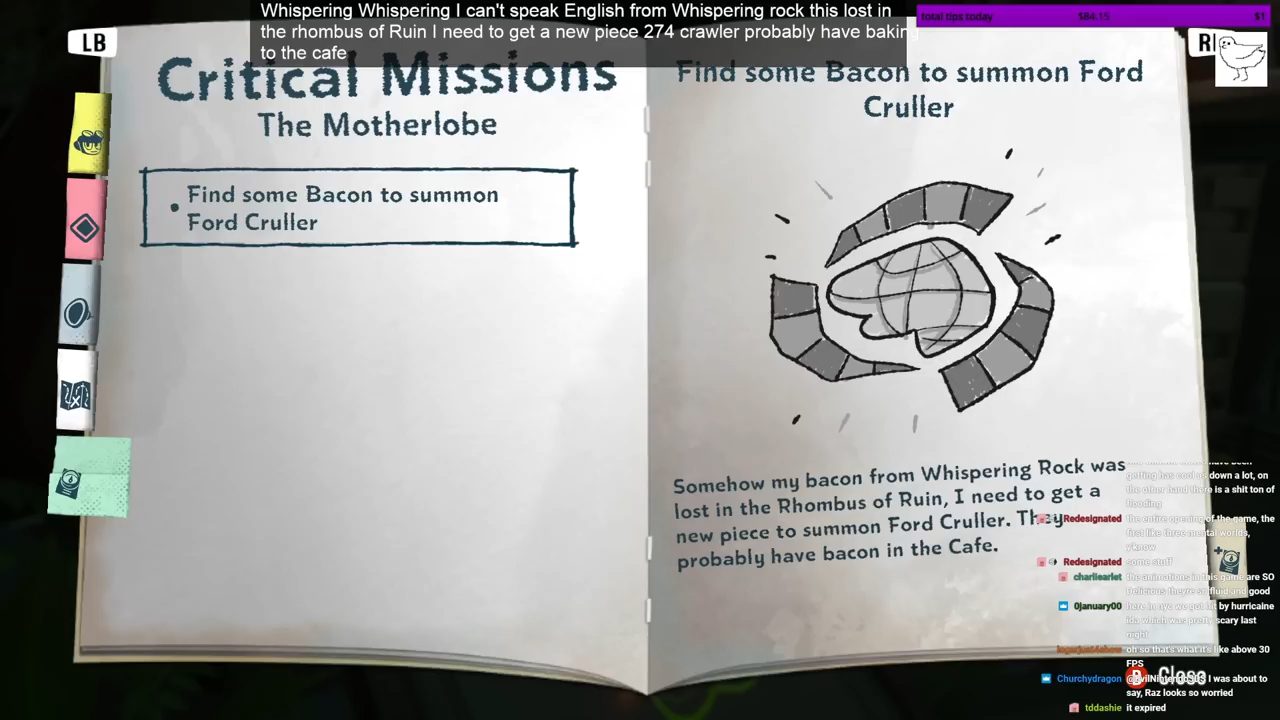 Whispering Whispering I can't speak English from Whispering rock this lost in
the rhombus of Ruin I need to get a new piece 274 crawler probably have baking
to the cafe
total tips today $84.15 $1
LB
Critical Missions
The Motherlobe
Find some Bacon to summon
Ford Cruller
Find some Bacon to summon Ford
Cruller
Somehow my bacon from Whispering Rock was
lost in the Rhombus of Ruin, I need to get a
new piece to summon Ford Cruller. They
probably have bacon in the Cafe.
getting has cooled down a lot, on
the other hand there is a shit ton of
flooding
Redesignated the entire opening of the game, the
first like three mental worlds,
y'know
Redesignated some stuff
charliearlet the animations in this game are SO
Delicious theyre so fluid and good
0january00 here in nyc we got hit by hurricane
ida which was pretty scary last
night
oh so that's what it's like above 30
FPS
Churchydragon I was about to
say, Raz looks so worried
tddashie it expired
B Close